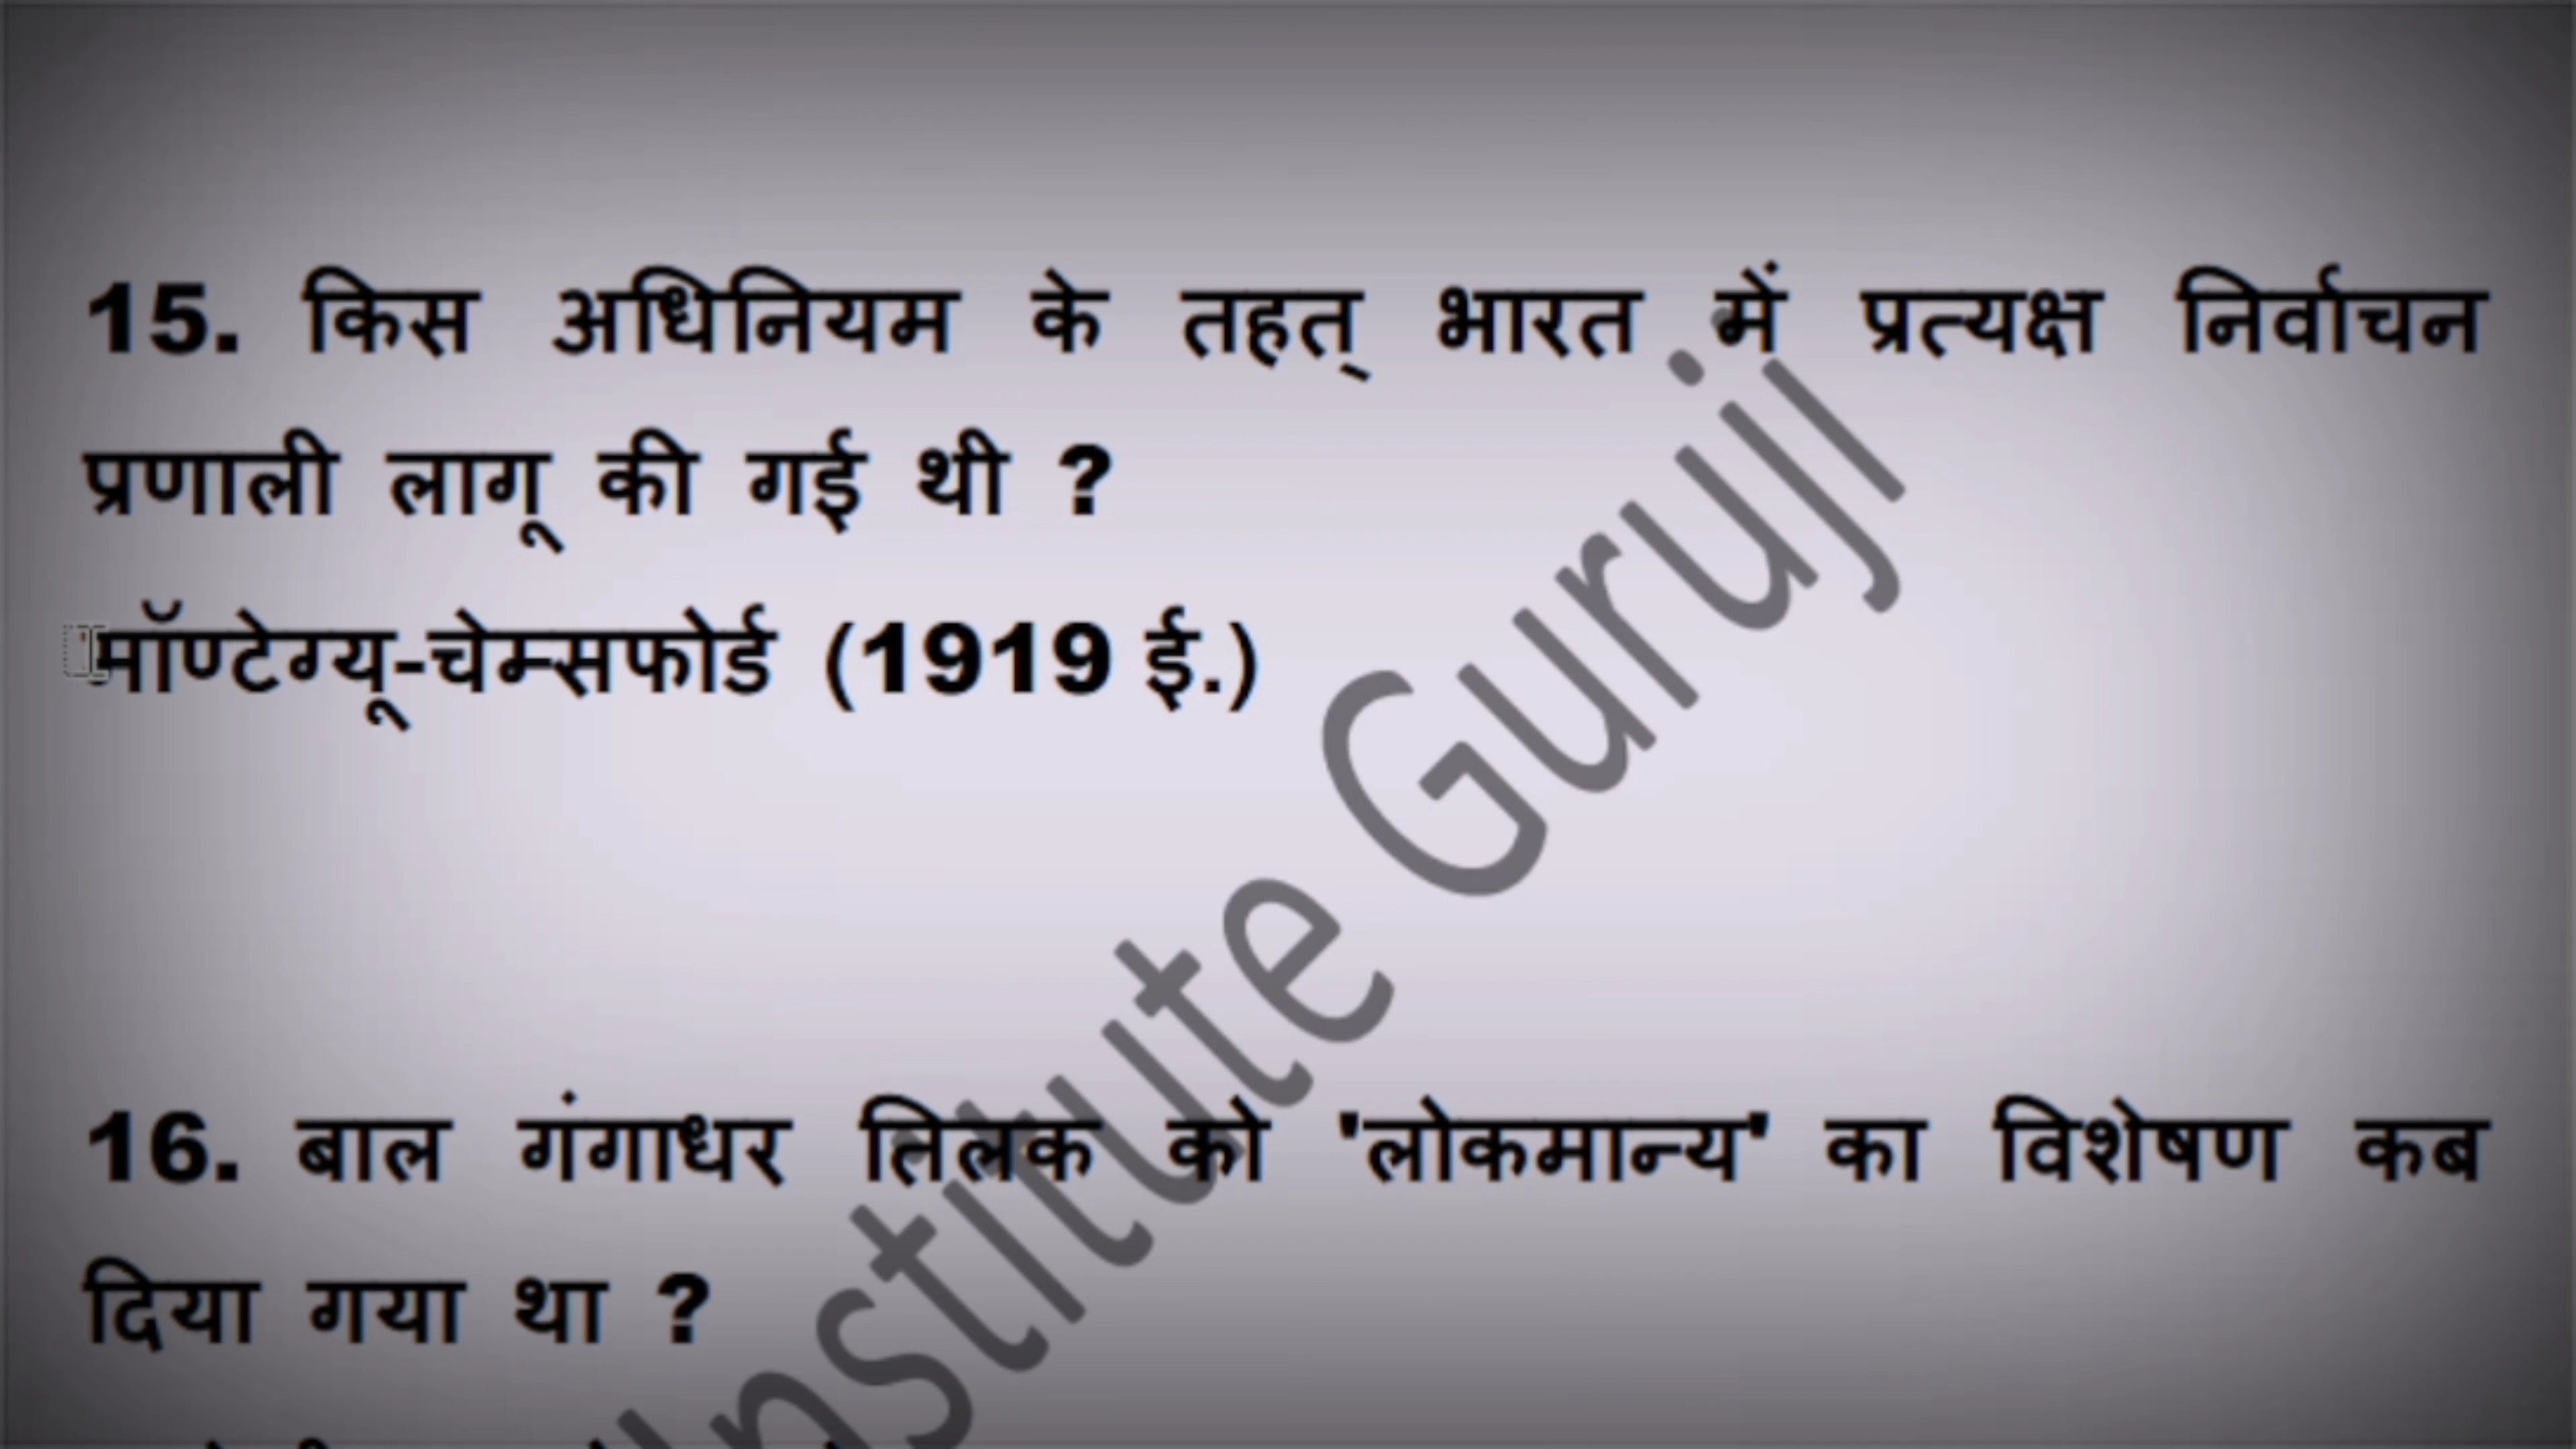 15. किस अधिनियम के तहत् भारत में प्रत्यक्ष निर्वाचन
प्रणाली लागू की गई थी ?
मॉण्टेग्यू-चेम्सफोर्ड (1919 ई.)
16. बाल गंगाधर तिलक को 'लोकमान्य' का विशेषण कब
दिया गया था ?
Institute Guruji